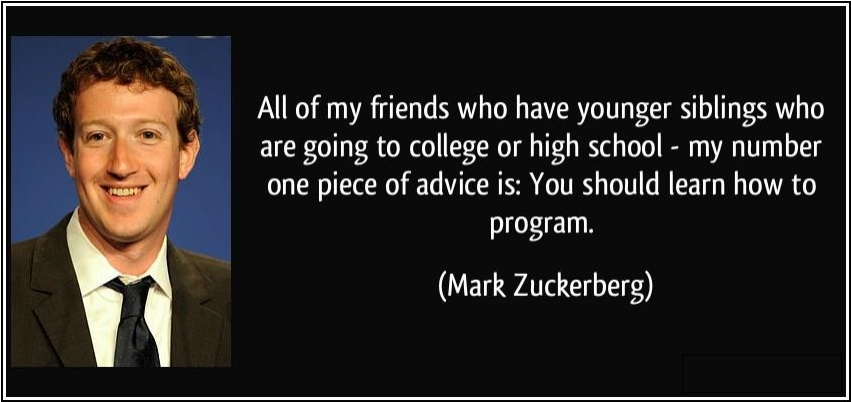 All of my friends who have younger siblings who
are going to college or high school - my number
one piece of advice is: You should learn how to
program.
(Mark Zuckerberg)